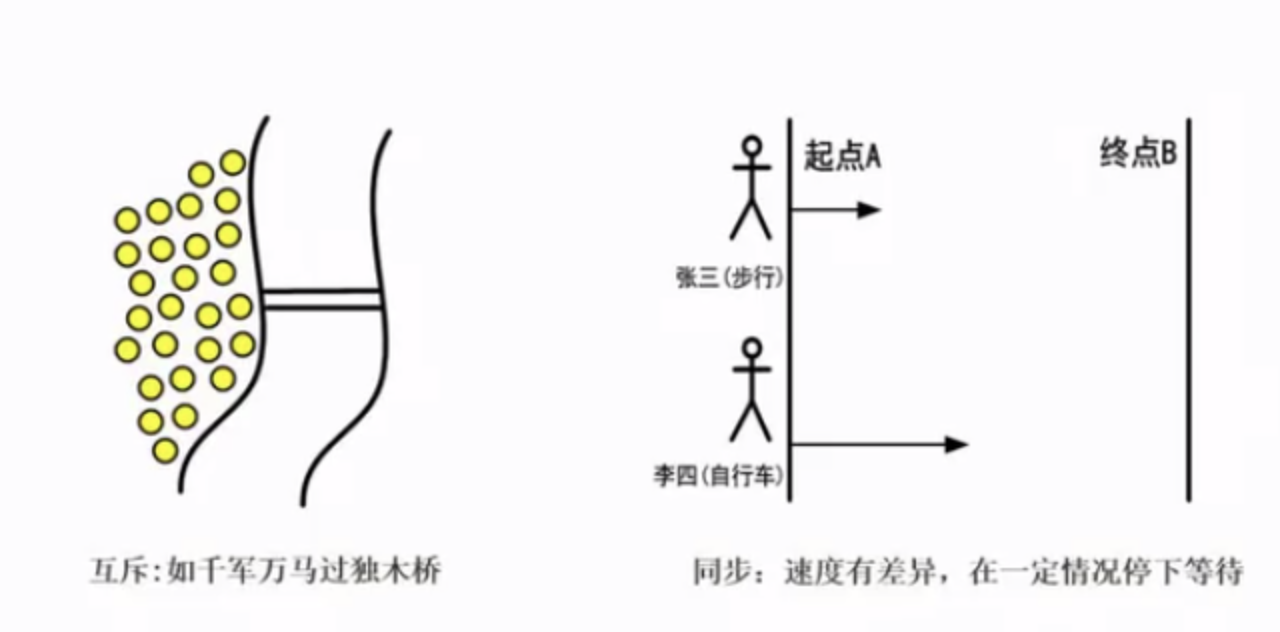 起点A
终点B
张三(步行)
李四(自行车)
互斥:如千军万马过独木桥
同步：速度有差异，在一定情况停下等待